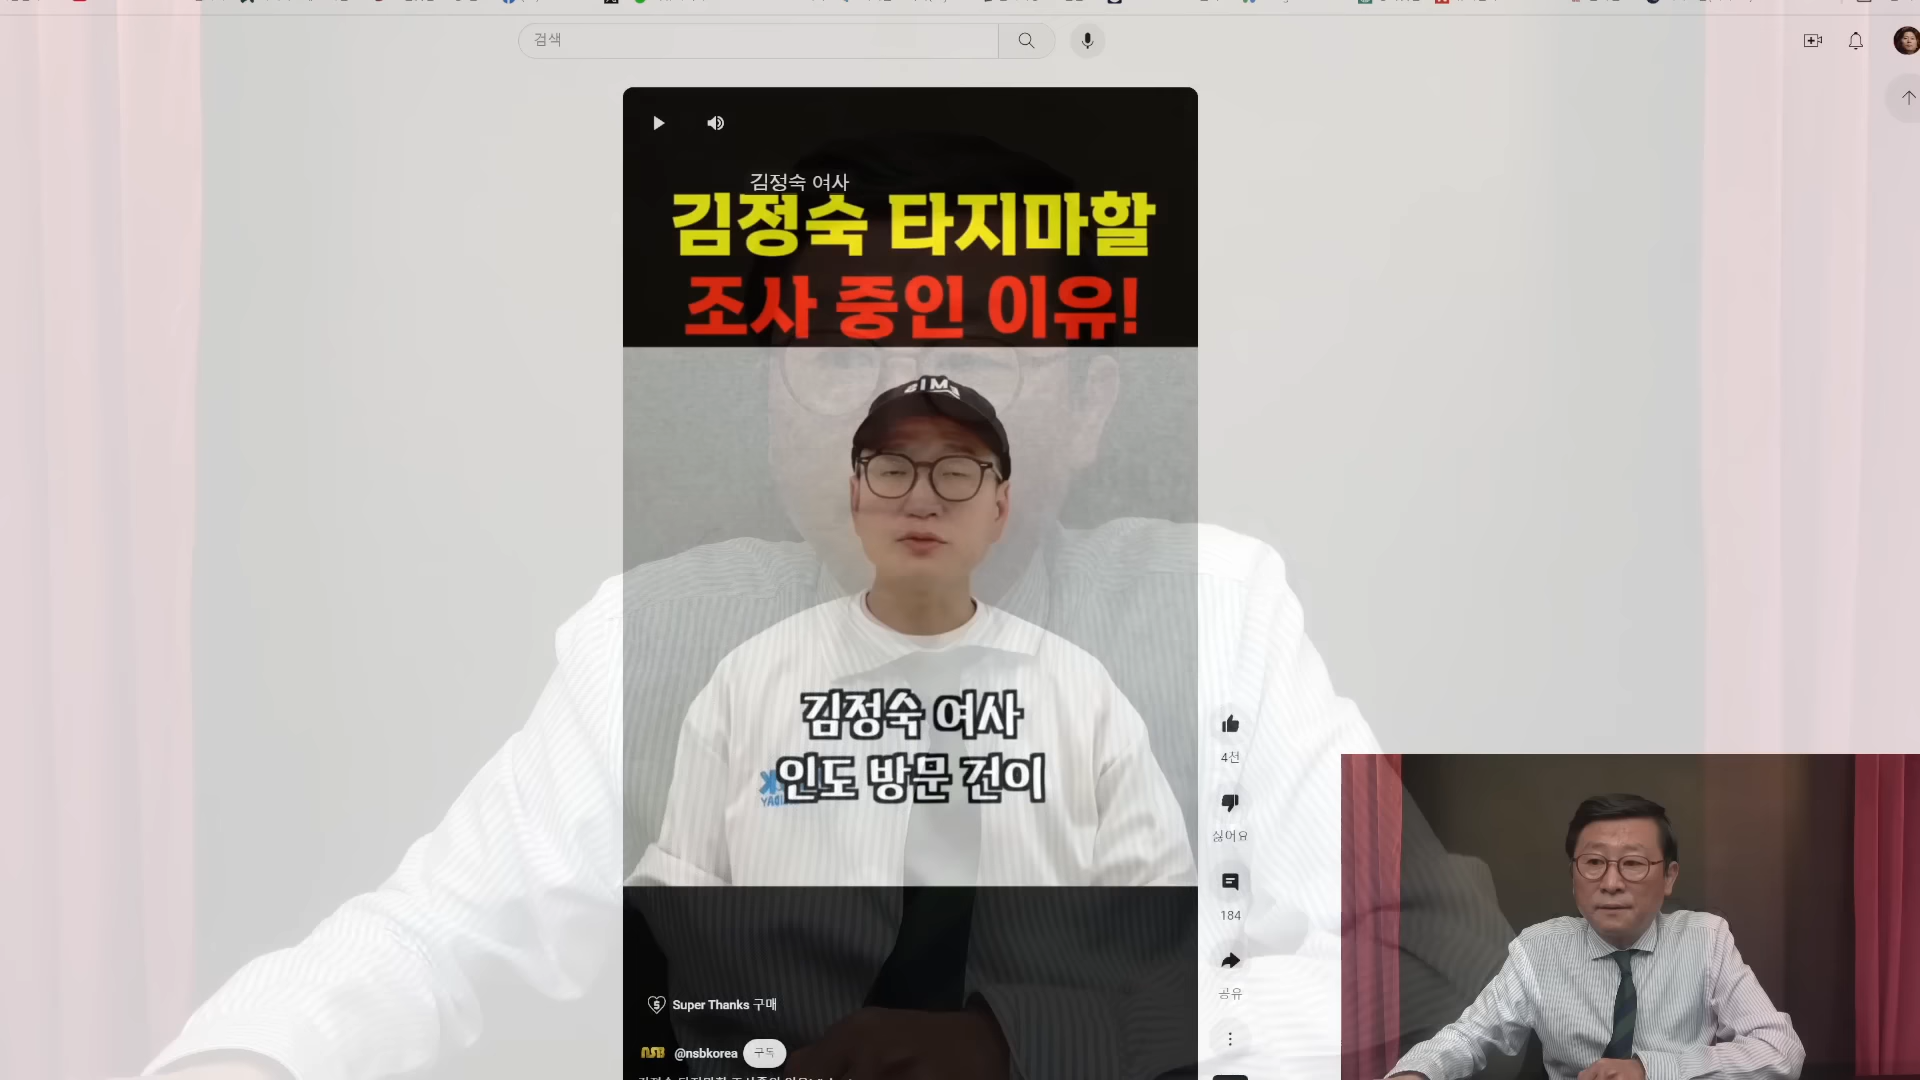 검색
김정숙 여사
김정숙 타지마할
조사 중인 이유!
김정숙 여사
인도 방문 건이
4천
싫어요
184
공유
Super Thanks 구매
@nsbkorea
구독